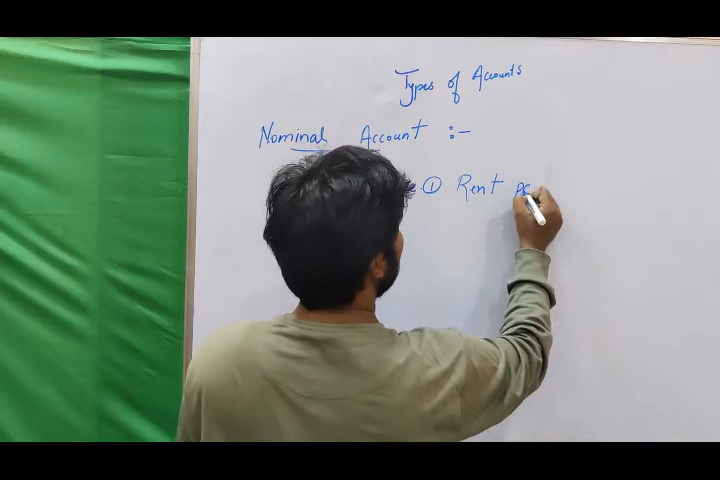 Types of Accounts
Nominal Account :-
① Rent